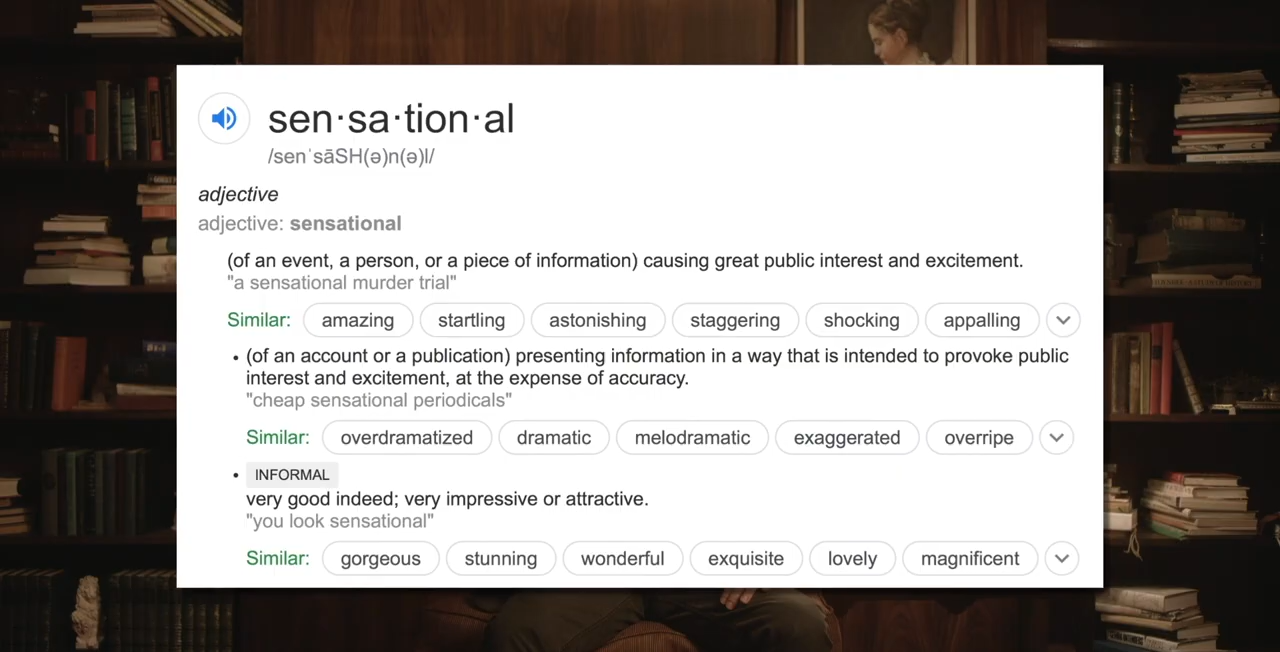 sen·sa·tion·al
/senˈsāSH(ə)n(ə)l/
adjective
adjective: sensational
(of an event, a person, or a piece of information) causing great public interest and excitement.
"a sensational murder trial"
Similar: amazing startling astonishing staggering shocking appalling
• (of an account or a publication) presenting information in a way that is intended to provoke public
interest and excitement, at the expense of accuracy.
"cheap sensational periodicals"
Similar: overdramatized dramatic melodramatic exaggerated overripe
• INFORMAL
very good indeed; very impressive or attractive.
"you look sensational"
Similar: gorgeous stunning wonderful exquisite lovely magnificent